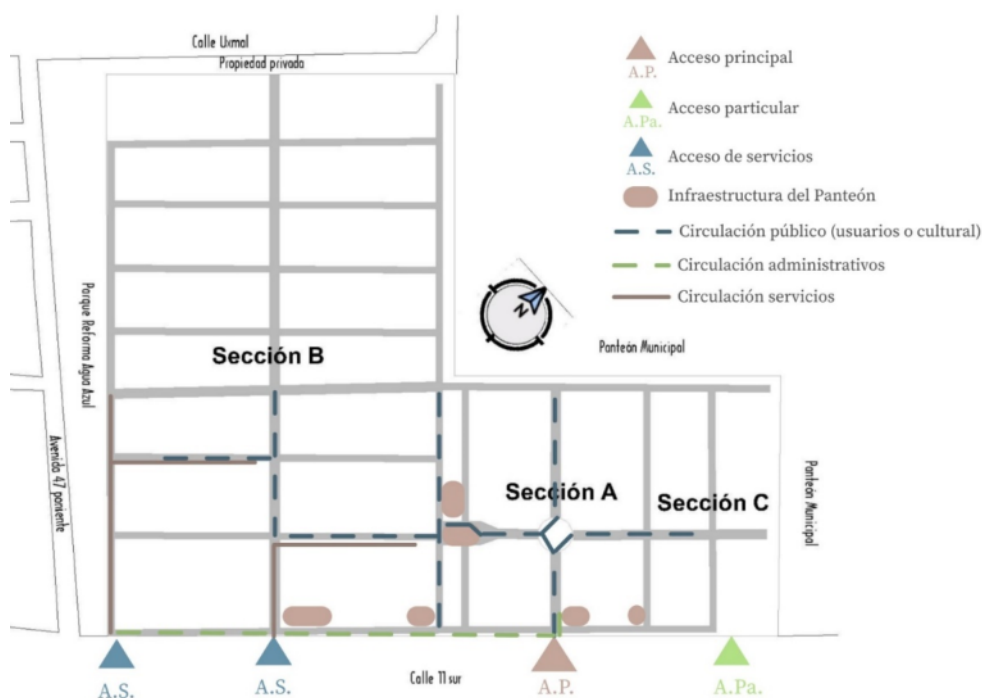 Calle Uxmal
Propiedad privada
A.P.
Acceso principal
A.Pa.
Acceso particular
A.S.
Acceso de servicios
Infraestructura del Panteón
Circulación público (usuarios o cultural)
Circulación administrativos
Circulación servicios
N
Panteón Municipal
Parque Reforma Agua Azul
Sección B
Avenida 47 poniente
Sección A
Sección C
Panteón Municipal
A.S.
A.S.
Calle 11 sur
A.P.
A.Pa.